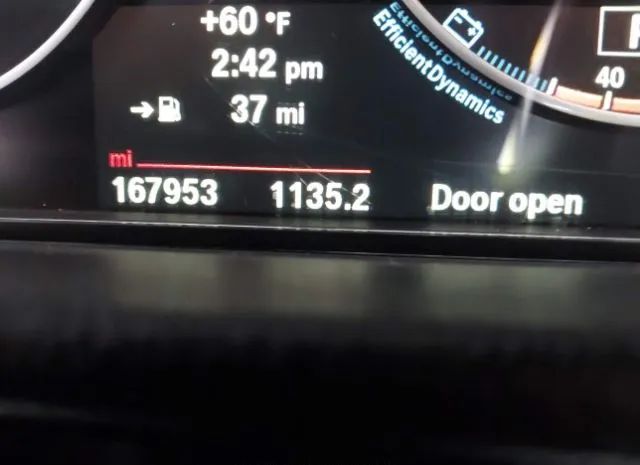 +60 °F
2:42 pm
37 mi
mi
167953 1135.2 Door open
EfficientDynamics
40